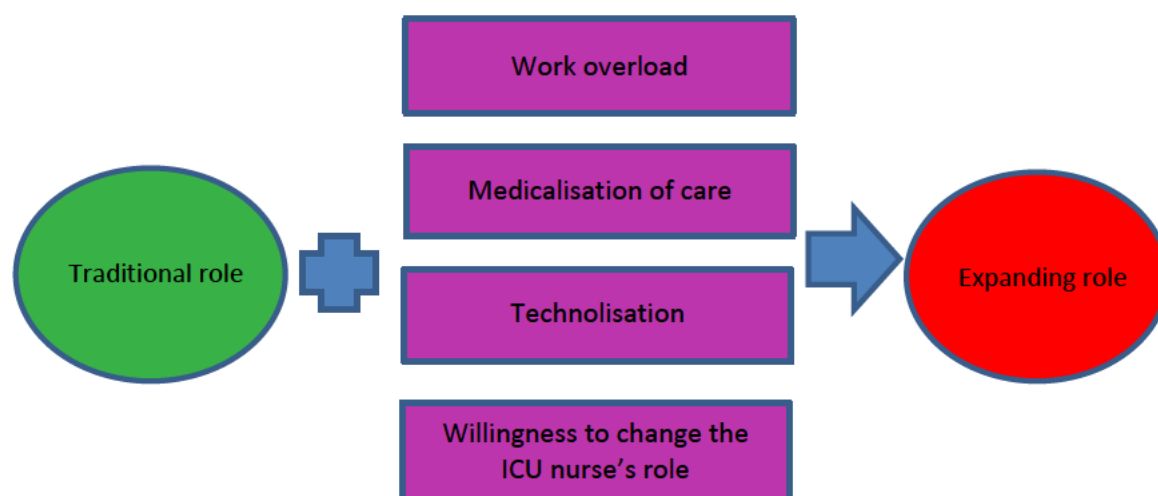 Work overload
Medicalisation of care
Traditional role
Expanding role
Technolisation
Willingness to change the
ICU nurse's role